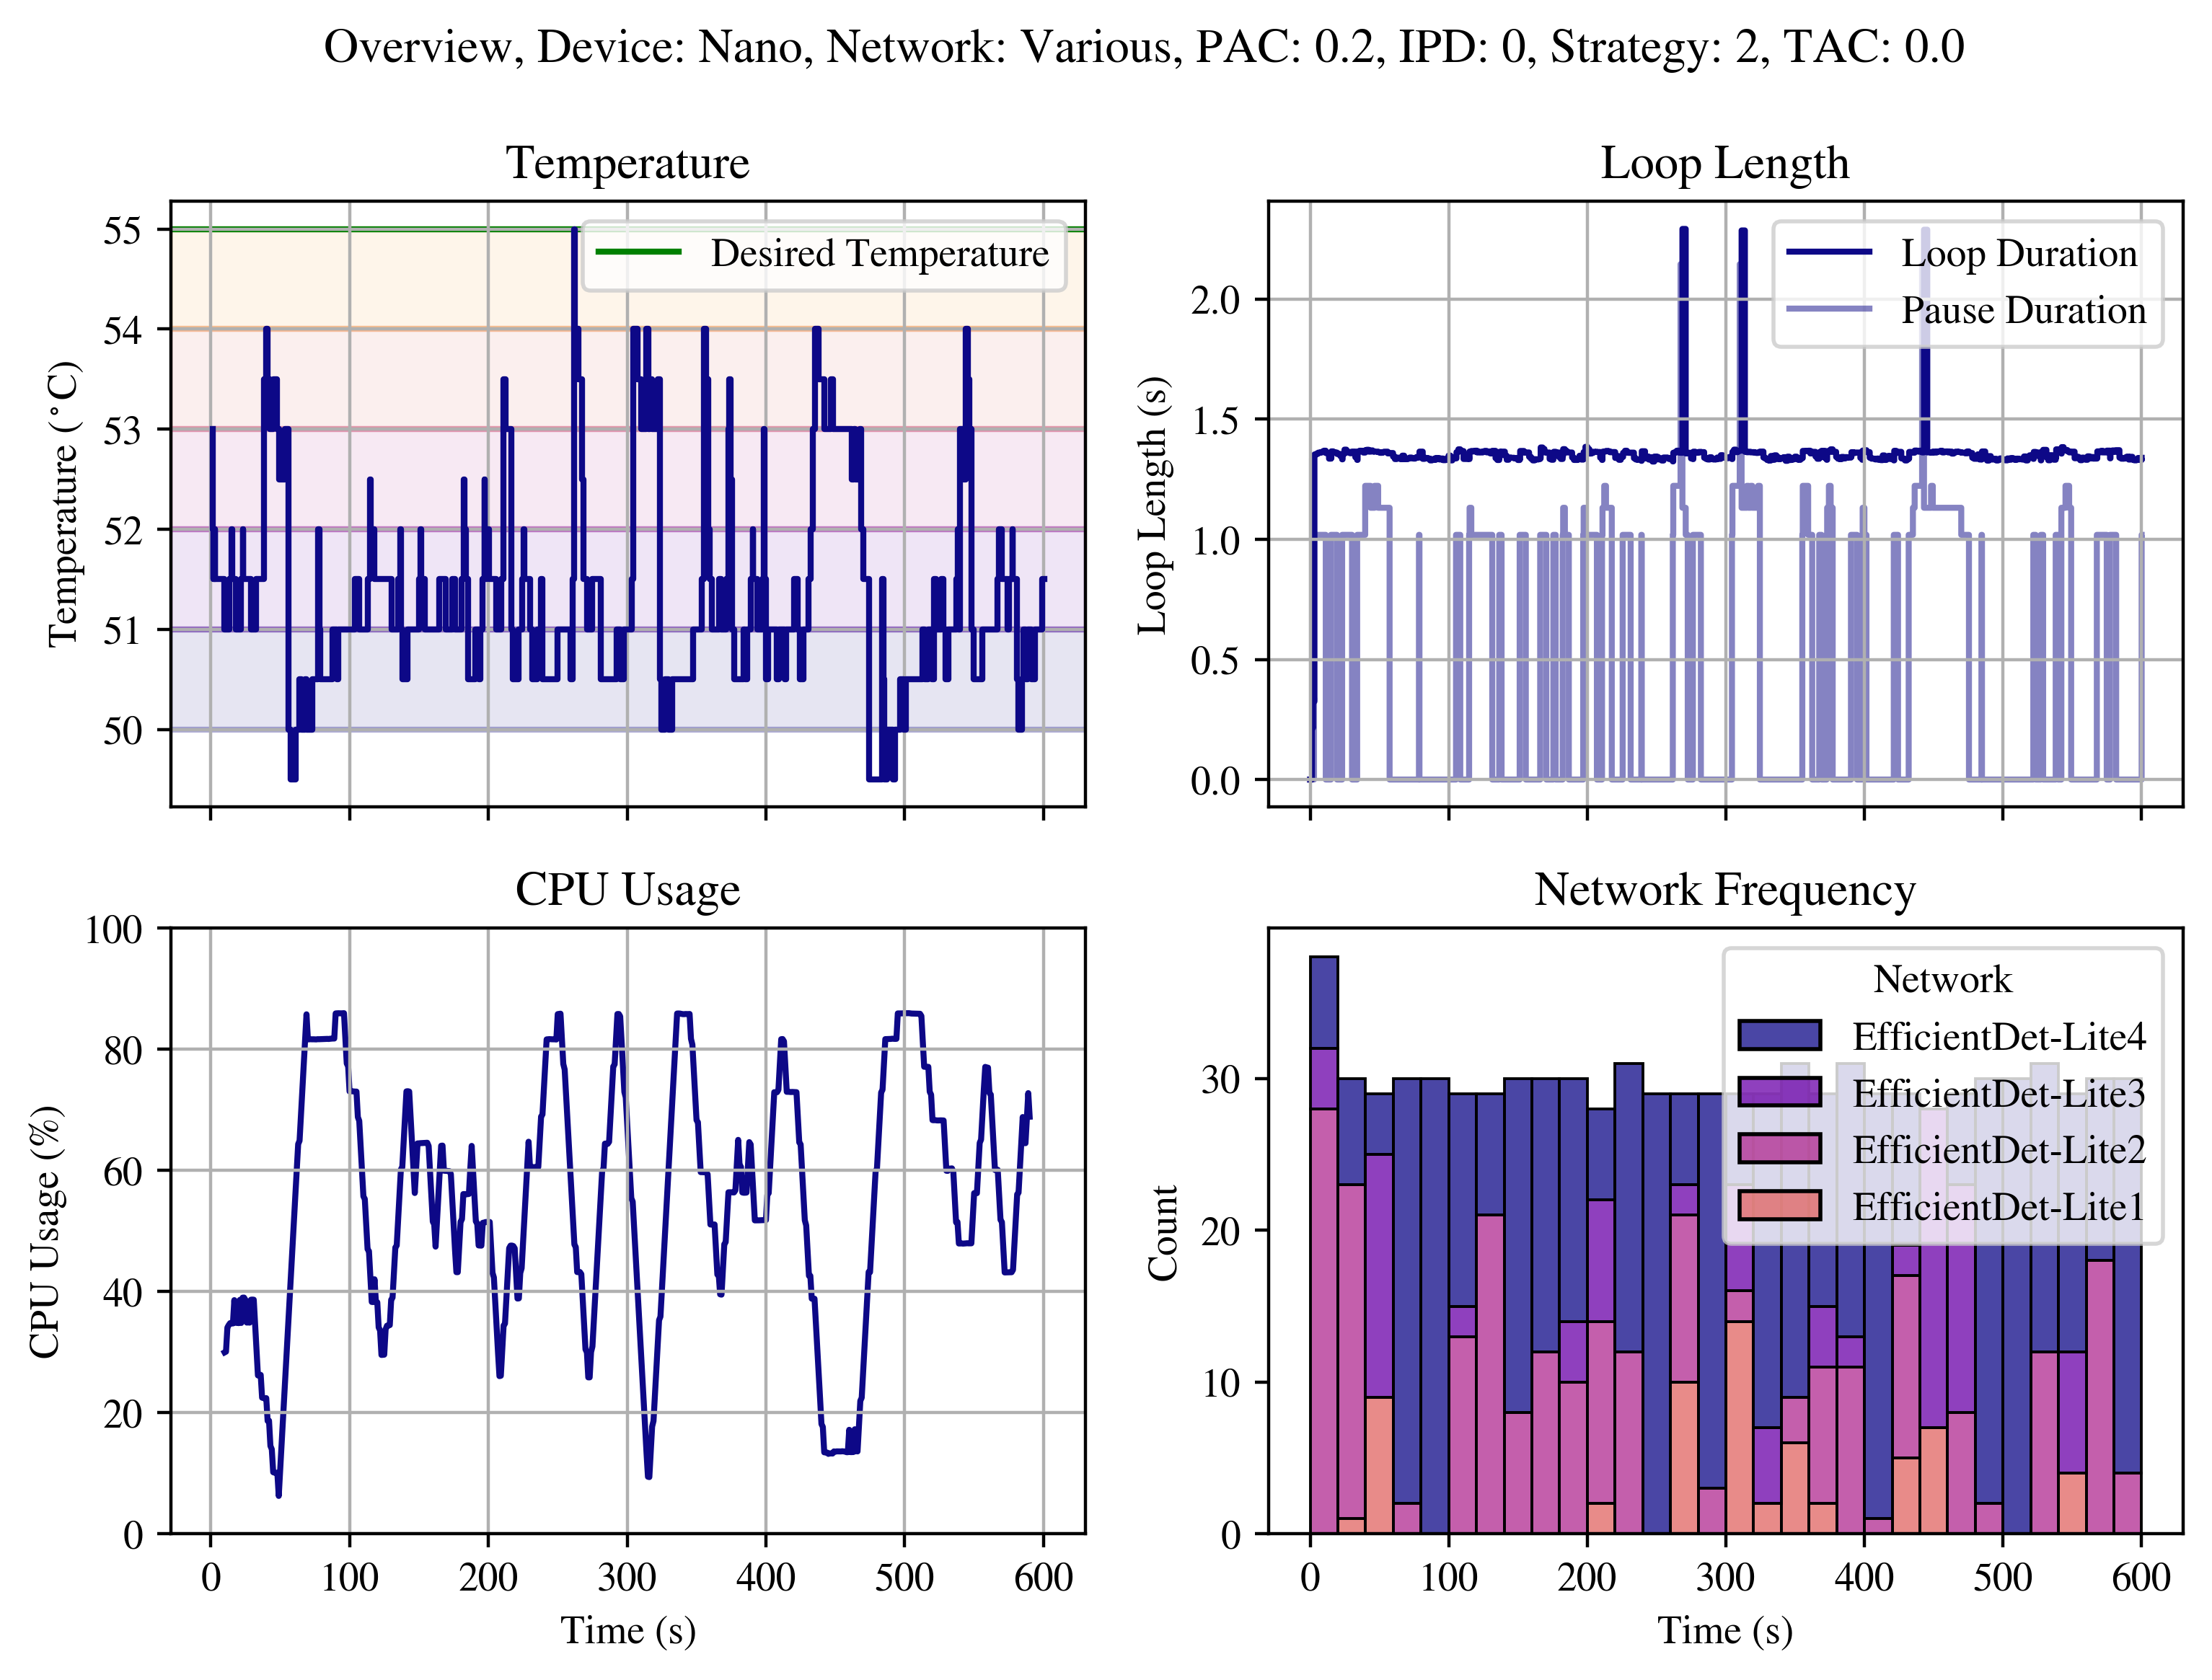 Overview, Device: Nano, Network: Various, PAC: 0.2, IPD: 0, Strategy: 2, TAC: 0.0
Temperature
55
54
53
52
51
50
Temperature (°C)
Desired Temperature
Loop Length
2.0
1.5
1.0
0.5
0.0
Loop Length (s)
Loop Duration
Pause Duration
CPU Usage
100
80
60
40
20
0
CPU Usage (%)
0 100 200 300 400 500 600
Time (s)
Network Frequency
30
20
10
0
Count
Network
EfficientDet-Lite4
EfficientDet-Lite3
EfficientDet-Lite2
EfficientDet-Lite1
0 100 200 300 400 500 600
Time (s)